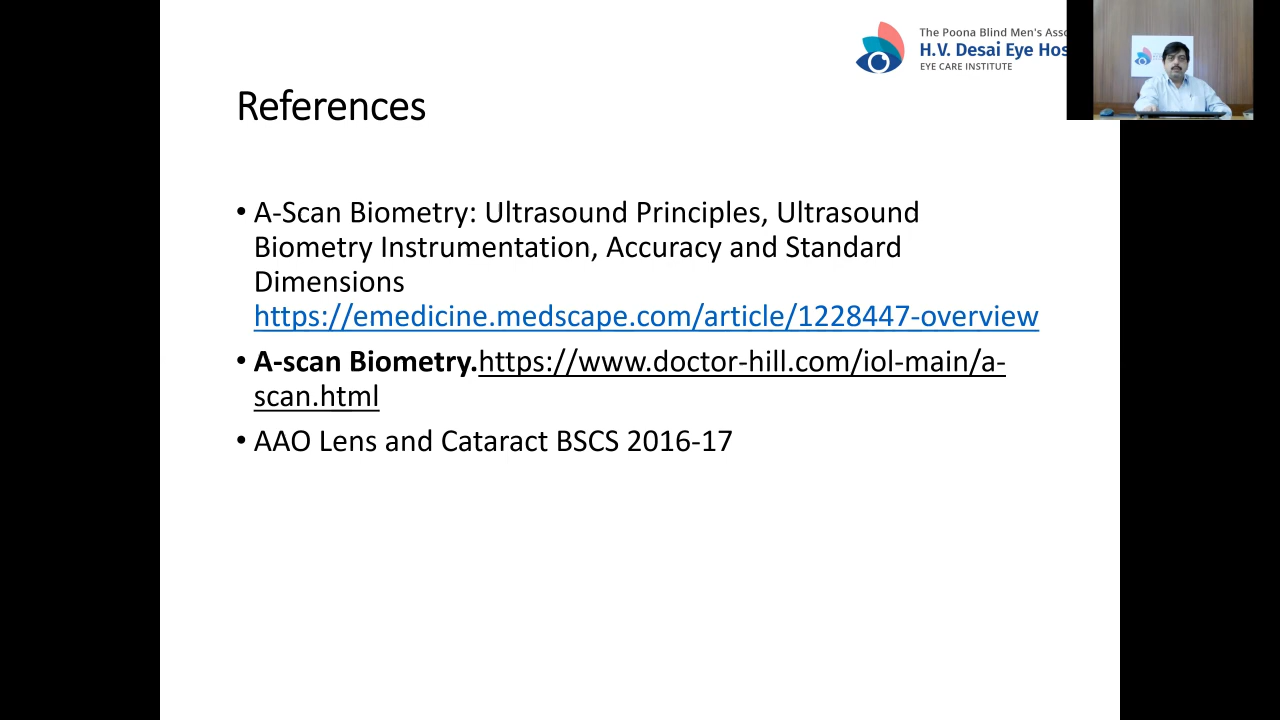 The Poona Blind Men's
H.V. Desai Eye
EYE CARE INSTITUTE
References
• A-Scan Biometry: Ultrasound Principles, Ultrasound
Biometry Instrumentation, Accuracy and Standard
Dimensions
https://emedicine.medscape.com/article/1228447-overview
• A-scan Biometry.https://www.doctor-hill.com/iol-main/a-
scan.html
• AAO Lens and Cataract BSCS 2016-17